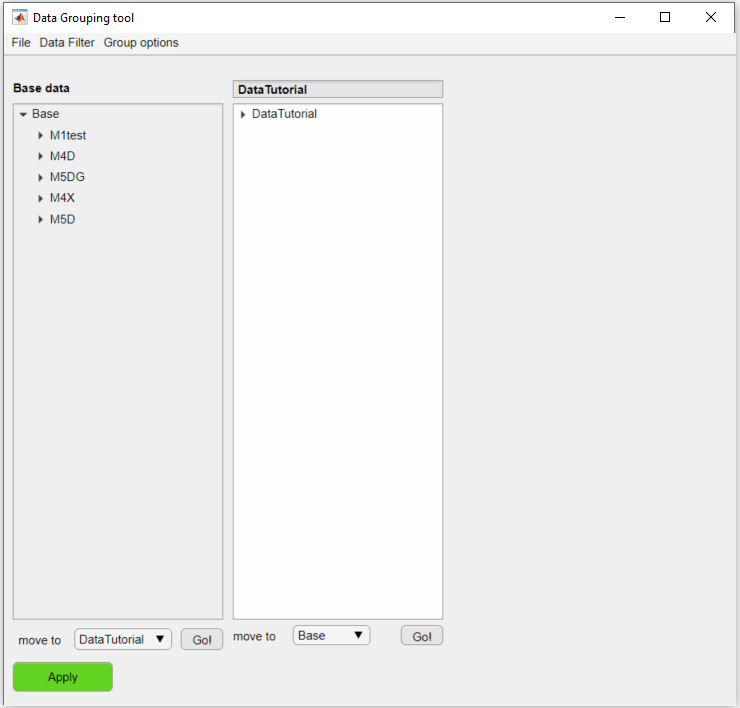 Data Grouping tool
File Data Filter Group options
Base data
DataTutorial
Base
M1test
M4D
M5DG
M4X
M5D
DataTutorial
move to DataTutorial Go!
move to Base Go!
Apply